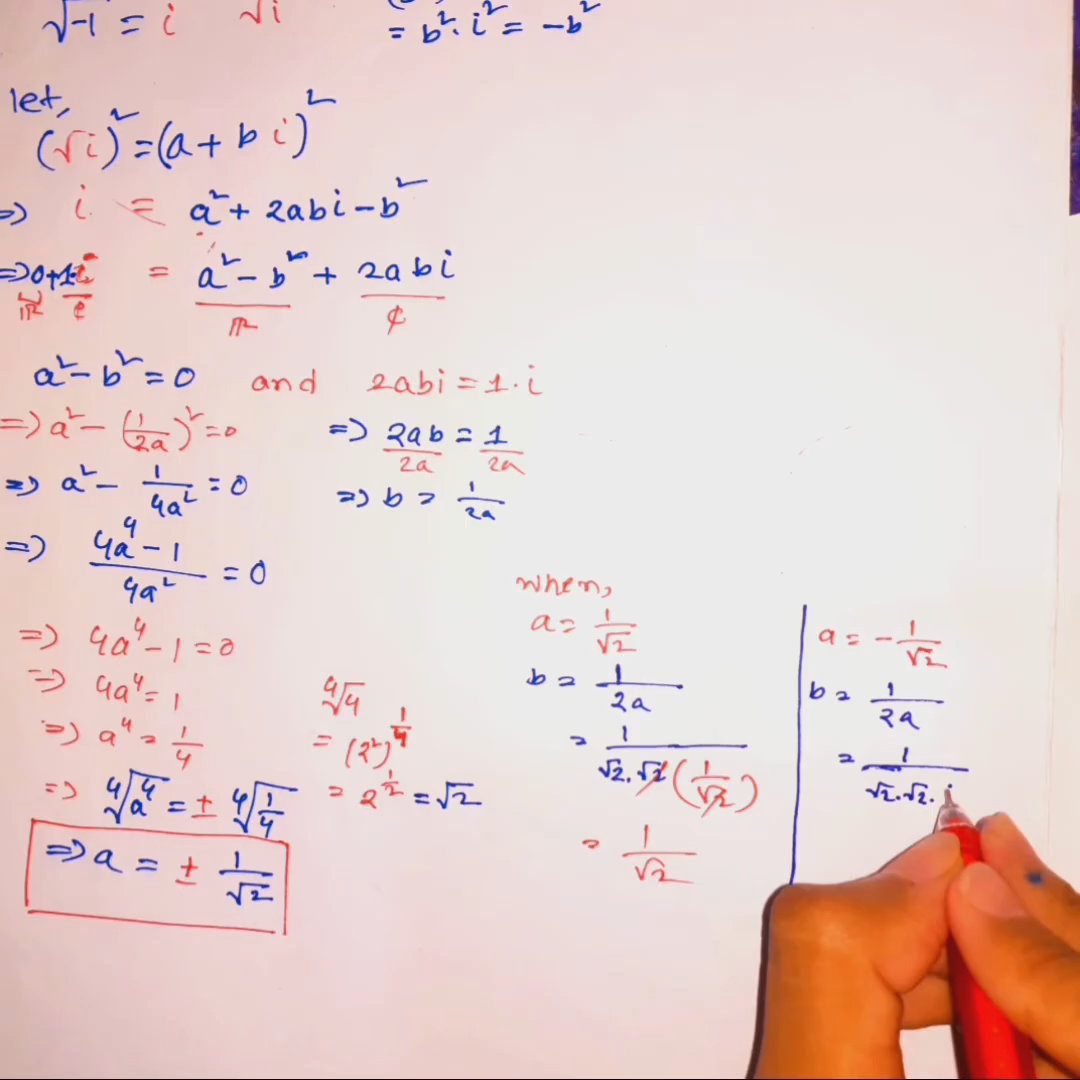 √-1 = i √i
= b². i² = -b²
let,
(√i)² = (a + b i)²
=> i = a² + 2abi - b²
=> 0+1·i = a² - b² + 2abi
ℝ ¢ ℝ ¢
a² - b² = 0 and 2abi = 1·i
=> a² - (1/2a)² = 0
=> a² - 1/4a² = 0
=> (4a⁴ - 1)/4a² = 0
=> 4a⁴ - 1 = 0
=> 4a⁴ = 1
=> a⁴ = 1/4
=> ⁴√a⁴ = ± ⁴√1/4
=> a = ± 1/√2
=> 2ab/2a = 1/2a
=> b = 1/2a
⁴√4
= (2²)^1/4
= 2^1/2 = √2
when,
a = 1/√2
b = 1/2a
= 1/√2.√2(1/√2)
= 1/√2
a = - 1/√2
b = 1/2a
= 1/√2.√2.